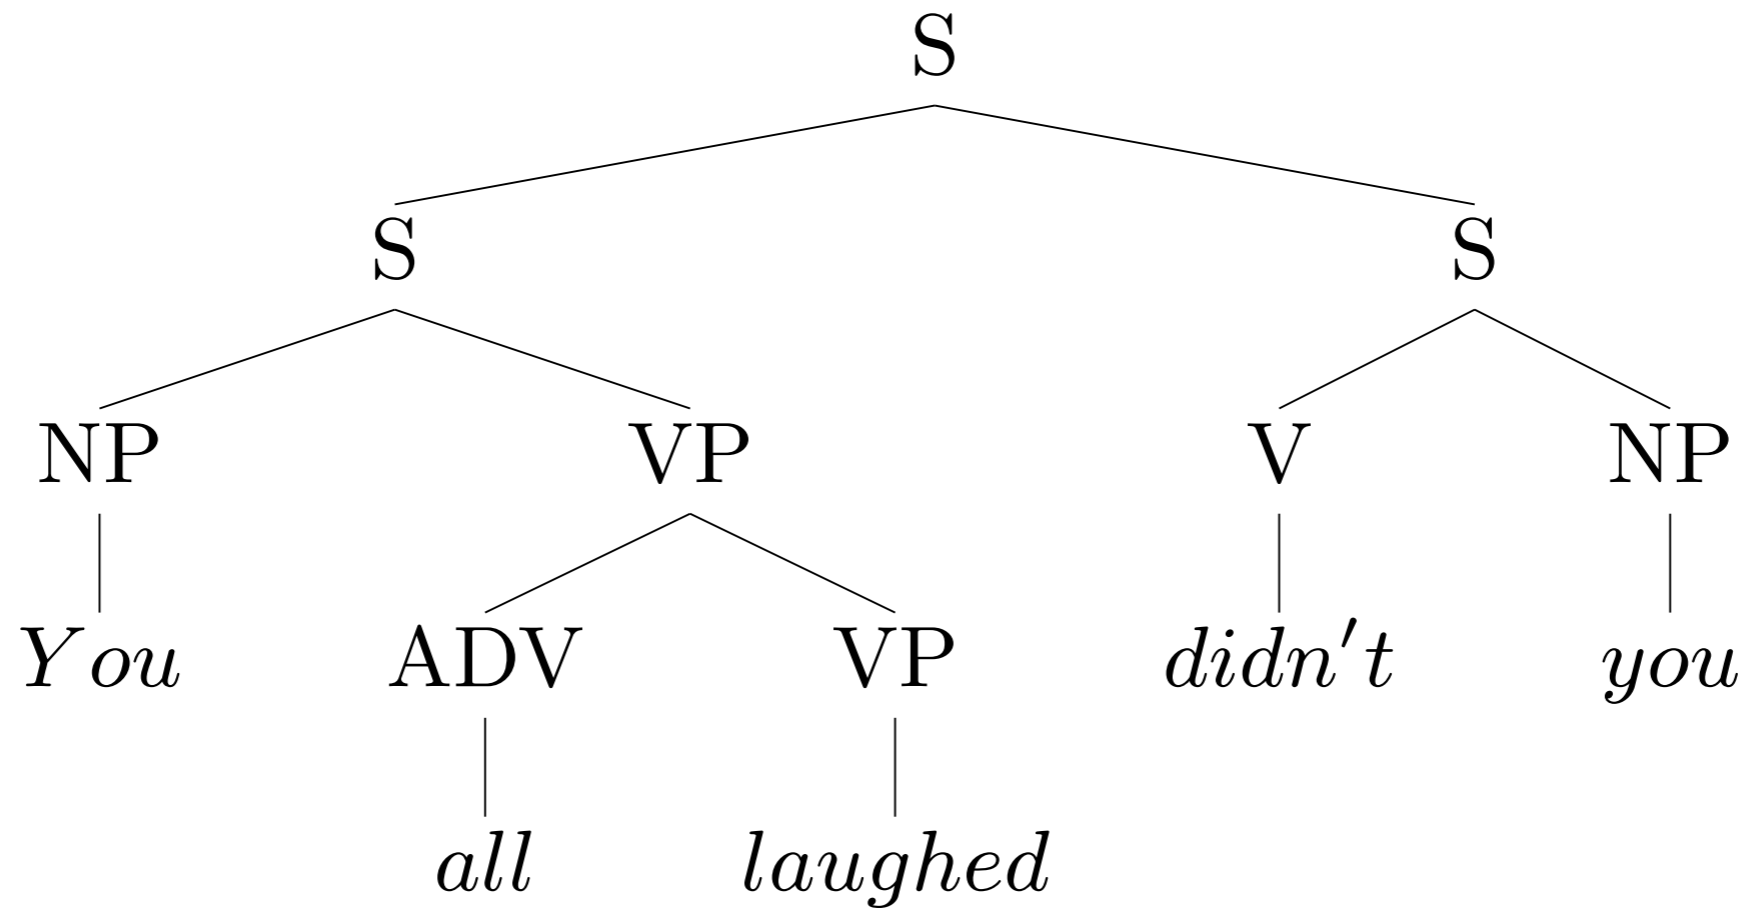 S
S S
NP VP V NP
You ADV VP didn't you
all laughed